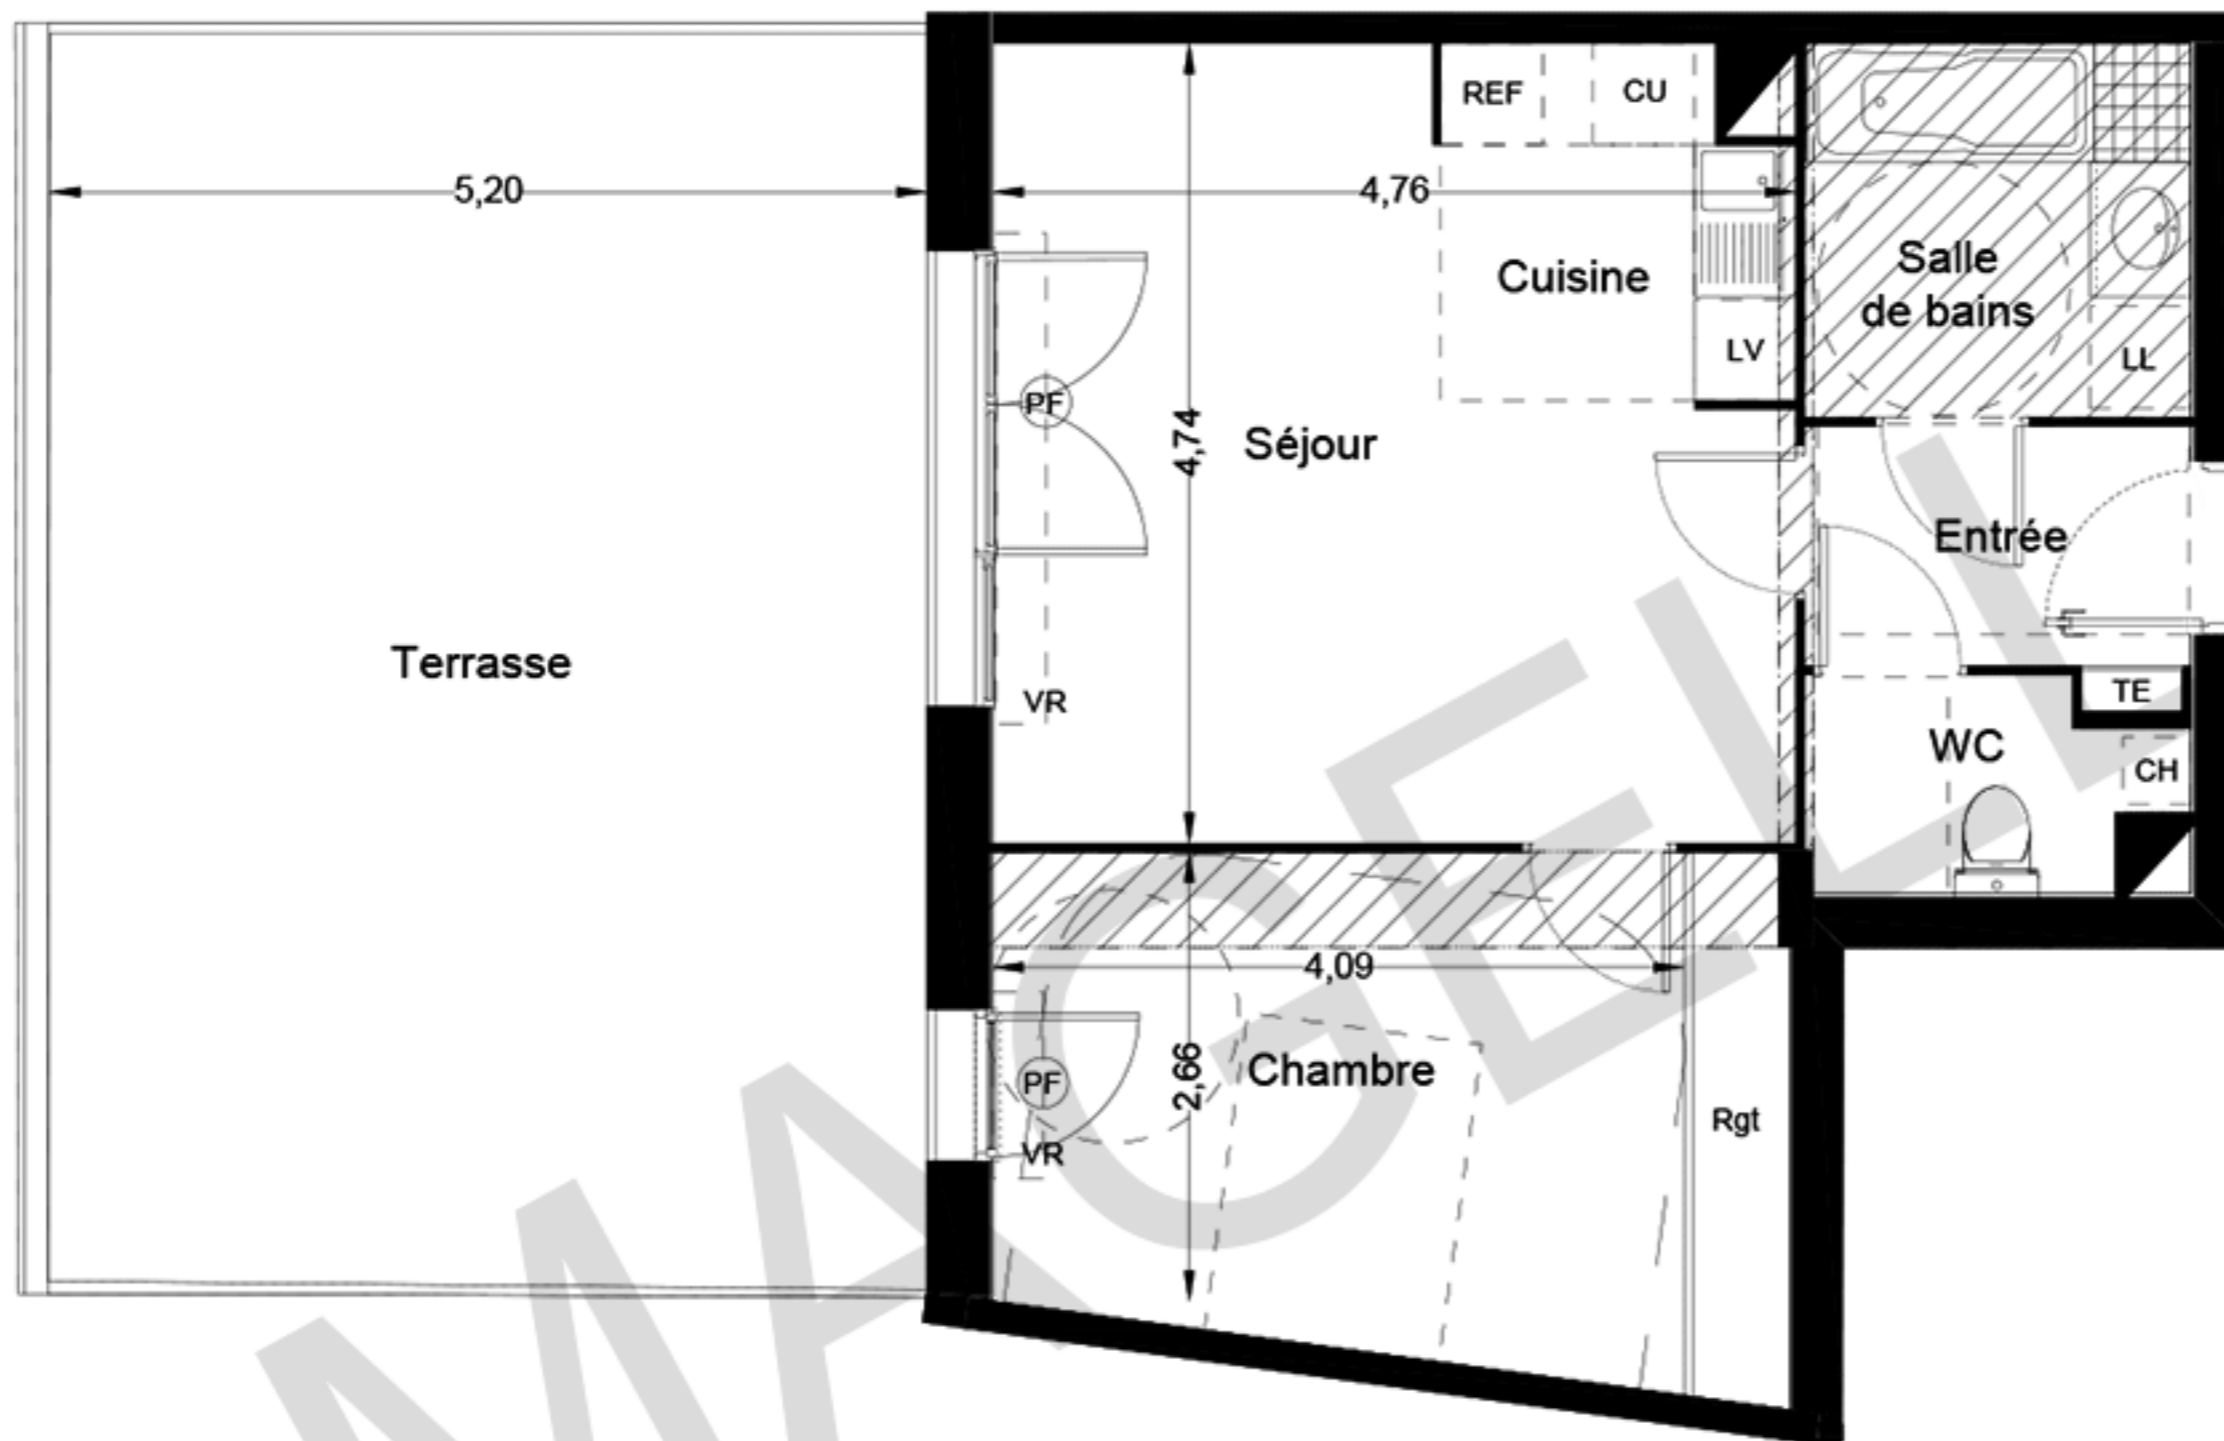 REF
CU
5,20
4,76
Cuisine
Salle
de bains
LV
LL
PF
4,74
Séjour
Entrée
Terrasse
VR
TE
WC
CH
4,09
2,66
Chambre
PF
VR
Rgt
MAGELL